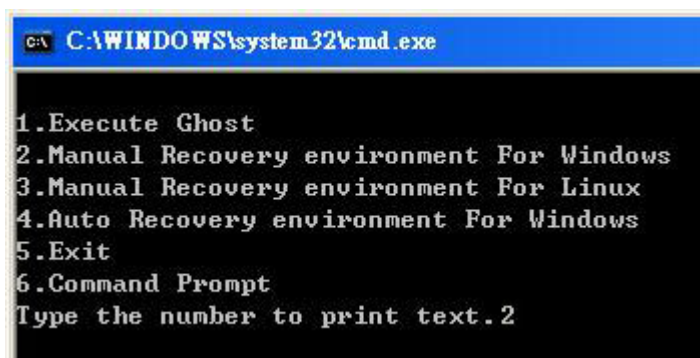 C:\WINDOWS\system32\cmd.exe
1.Execute Ghost
2.Manual Recovery environment For Windows
3.Manual Recovery environment For Linux
4.Auto Recovery environment For Windows
5.Exit
6.Command Prompt
Type the number to print text.2